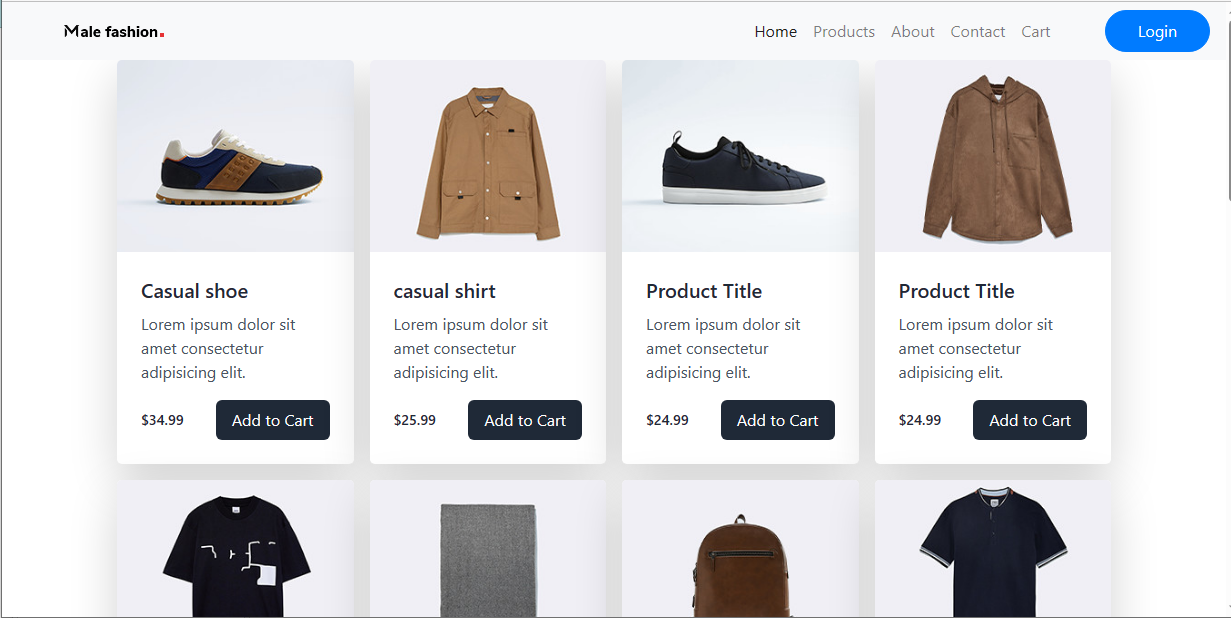 Male fashion.
Home Products About Contact Cart Login
Casual shoe
Lorem ipsum dolor sit
amet consectetur
adipisicing elit.
$34.99 Add to Cart
casual shirt
Lorem ipsum dolor sit
amet consectetur
adipisicing elit.
$25.99 Add to Cart
Product Title
Lorem ipsum dolor sit
amet consectetur
adipisicing elit.
$24.99 Add to Cart
Product Title
Lorem ipsum dolor sit
amet consectetur
adipisicing elit.
$24.99 Add to Cart